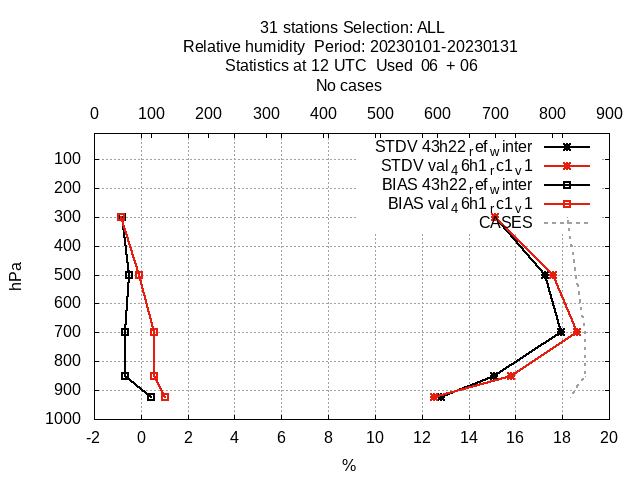 31 stations Selection: ALL
Relative humidity  Period: 20230101-20230131
Statistics at 12 UTC  Used  06  + 06
No cases
0 100 200 300 400 500 600 700 800 900
STDV 43h22_ref_winter
STDV val_46h1_rc1_v1
BIAS 43h22_ref_winter
BIAS val_46h1_rc1_v1
CASES
100
200
300
400
500
600
700
800
900
1000
hPa
-2 0 2 4 6 8 10 12 14 16 18 20
%